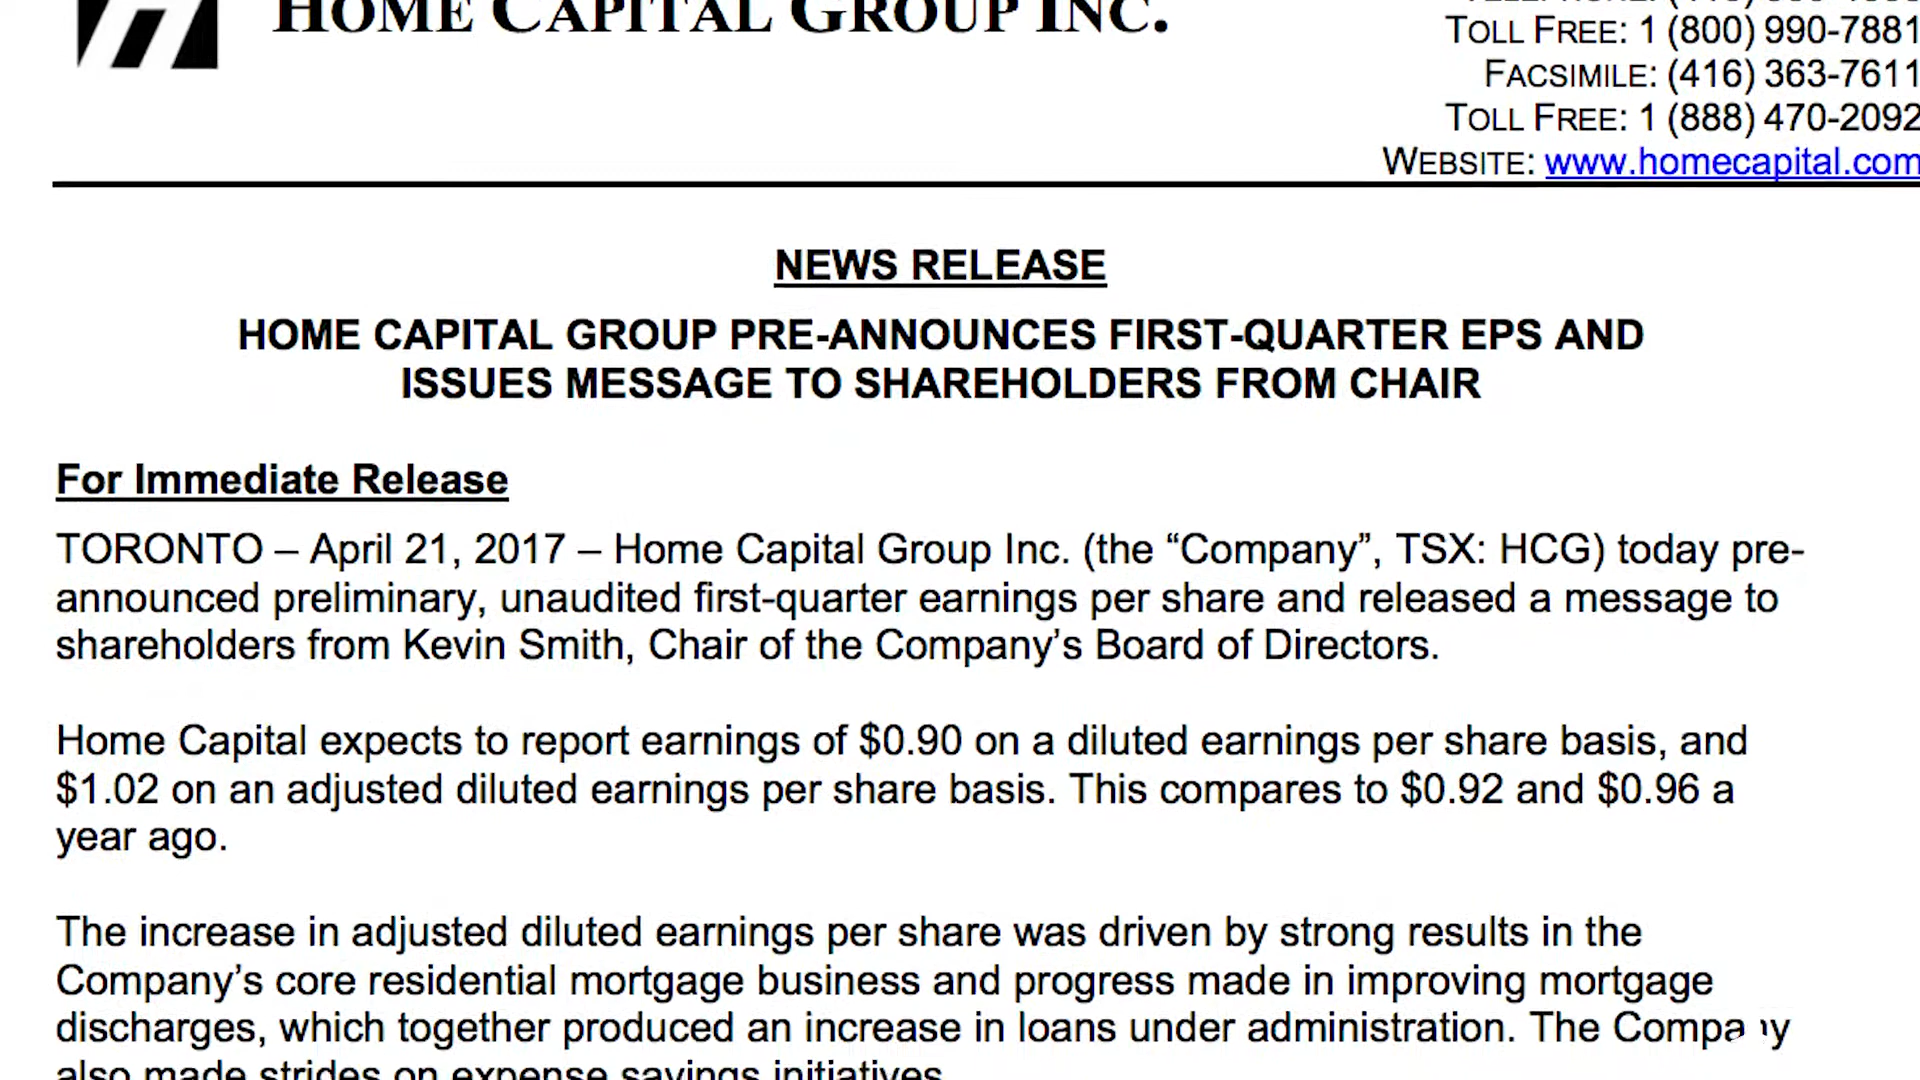 HOME CAPITAL GROUP INC.
TOLL FREE: 1 (800) 990-7881
FACSIMILE: (416) 363-7611
TOLL FREE: 1 (888) 470-2092
WEBSITE: www.homecapital.com
NEWS RELEASE
HOME CAPITAL GROUP PRE-ANNOUNCES FIRST-QUARTER EPS AND
ISSUES MESSAGE TO SHAREHOLDERS FROM CHAIR
For Immediate Release
TORONTO – April 21, 2017 – Home Capital Group Inc. (the “Company”, TSX: HCG) today pre-
announced preliminary, unaudited first-quarter earnings per share and released a message to
shareholders from Kevin Smith, Chair of the Company’s Board of Directors.
Home Capital expects to report earnings of $0.90 on a diluted earnings per share basis, and
$1.02 on an adjusted diluted earnings per share basis. This compares to $0.92 and $0.96 a
year ago.
The increase in adjusted diluted earnings per share was driven by strong results in the
Company’s core residential mortgage business and progress made in improving mortgage
discharges, which together produced an increase in loans under administration. The Company
also made strides on expense savings initiatives.